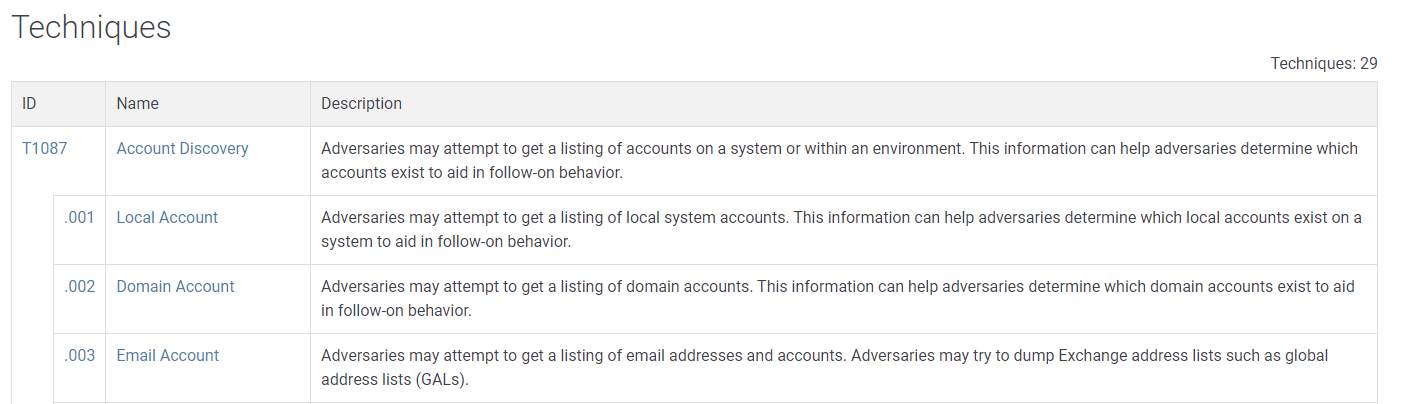 Techniques
Techniques: 29
ID Name Description
T1087 Account Discovery Adversaries may attempt to get a listing of accounts on a system or within an environment. This information can help adversaries determine which
accounts exist to aid in follow-on behavior.
.001 Local Account Adversaries may attempt to get a listing of local system accounts. This information can help adversaries determine which local accounts exist on a
system to aid in follow-on behavior.
.002 Domain Account Adversaries may attempt to get a listing of domain accounts. This information can help adversaries determine which domain accounts exist to aid
in follow-on behavior.
.003 Email Account Adversaries may attempt to get a listing of email addresses and accounts. Adversaries may try to dump Exchange address lists such as global
address lists (GALs).